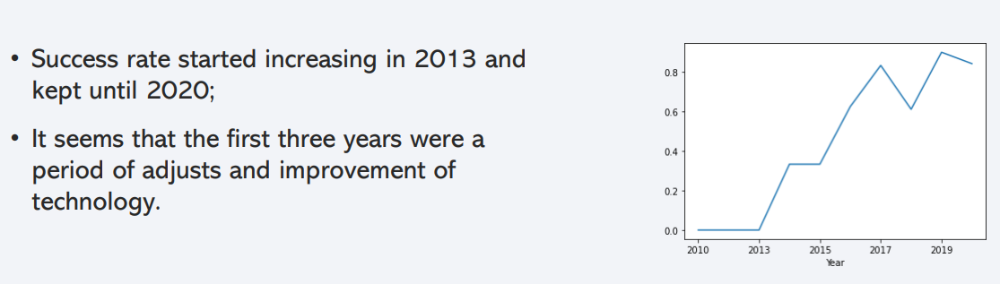 • Success rate started increasing in 2013 and
kept until 2020;
• It seems that the first three years were a
period of adjusts and improvement of
technology.
0.8
0.6
0.4
0.2
0.0
2010 2013 2015 2017 2019
Year